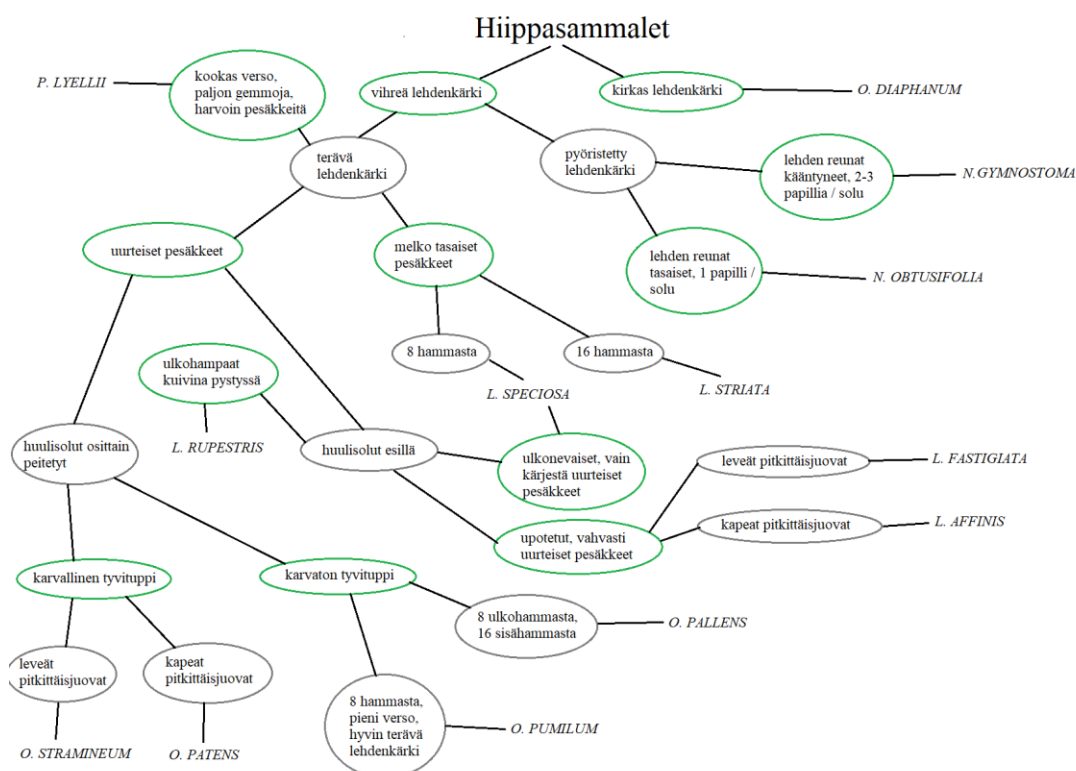 Hiippasammalet
P. LYELLII
kookas verso,
paljon gemmoja,
harvoin pesäkkeitä
vihreä lehdenkärki
kirkas lehdenkärki
O. DIAPHANUM
terävä
lehdenkärki
pyöristetty
lehdenkärki
lehden reunat
kääntyneet, 2-3
papillia / solu
N.GYMNOSTOMA
uurteiset pesäkkeet
melko tasaiset
pesäkkeet
lehden reunat
tasaiset, 1 papilli /
solu
N. OBTUSIFOLIA
8 hammasta
16 hammasta
ulkohampaat
kuivina pystyssä
L. SPECIOSA
L. STRIATA
L. RUPESTRIS
huulisolut osittain
peitetyt
huulisolut esillä
ulkonevaiset, vain
kärjestä uurteiset
pesäkkeet
leveät pitkittäisjuovat
L. FASTIGIATA
upotetut, vahvasti
uurteiset pesäkkeet
kapeat pitkittäisjuovat
L. AFFINIS
karvallinen tyvituppi
karvaton tyvituppi
8 ulkohammasta,
16 sisähammasta
O. PALLENS
leveät
pitkittäisjuovat
kapeat
pitkittäisjuovat
8 hammasta,
pieni verso,
hyvin terävä
lehdenkärki
O. PUMILUM
O. STRAMINEUM
O. PATENS